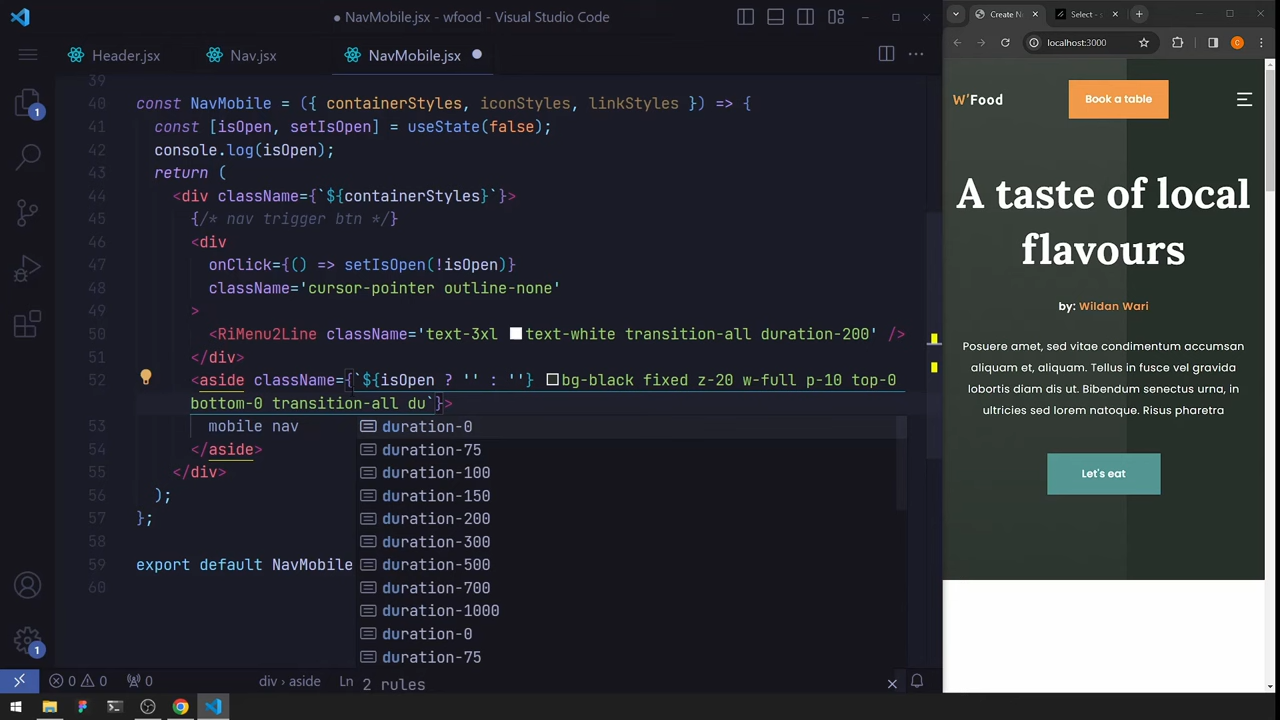 NavMobile.jsx - wfood - Visual Studio Code
Header.jsx
Nav.jsx
NavMobile.jsx
39
40 const NavMobile = ({ containerStyles, iconStyles, linkStyles }) => {
41 const [isOpen, setIsOpen] = useState(false);
42 console.log(isOpen);
43 return (
44 <div className={`${containerStyles}`}>
45 {/* nav trigger btn */}
46 <div
47 onClick={() => setIsOpen(!isOpen)}
48 className='cursor-pointer outline-none'
49 >
50 <RiMenu2Line className='text-3xl text-white transition-all duration-200' />
51 </div>
52 <aside className={`${isOpen ? '' : ''} bg-black fixed z-20 w-full p-10 top-0
bottom-0 transition-all du`}>
53 mobile nav
54 </aside>
55 </div>
56 );
57 };
58
59 export default NavMobile
60
duration-0
duration-75
duration-100
duration-150
duration-200
duration-300
duration-500
duration-700
duration-1000
duration-0
duration-75
1
1
0 0 0 div > aside Ln
2 rules
Create N
Select -
localhost:3000
C
W'Food
Book a table
A taste of local
flavours
by: Wildan Wari
Posuere amet, sed vitae condimentum accumsan
aliquam et, aliquam. Tellus in fusce vel gravida
lobortis diam dis ut. Bibendum senectus urna, in
orttitor sed lorem natoque. Risus pharetra
Let's eat